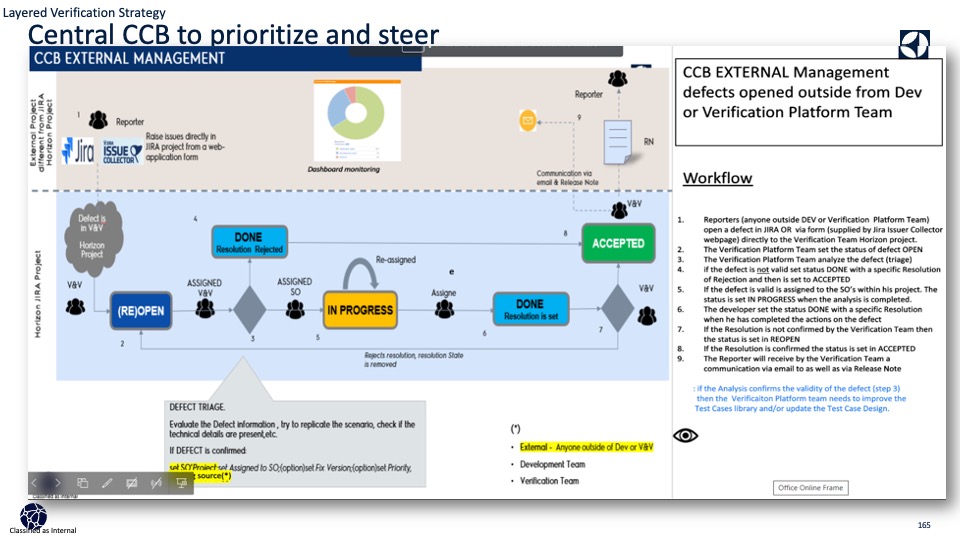 Layered Verification Strategy
Central CCB to prioritize and steer
CCB EXTERNAL MANAGEMENT
External Project
different from JIRA
Horizon Project
1
Reporter
Jira
ISSUE
COLLECTOR
Raise issues directly in
JIRA project from a web-
application form
Dashboard monitoring
Reporter
9
RN
Communication via
email & Release Note
V&V
Horizon JIRA Project
Defect is
in V&V
Horizon
Project
V&V
(RE)OPEN
2
ASSIGNED
V&V
4
DONE
Resolution Rejected
3
ASSIGNED
SO
5
IN PROGRESS
Re-assigned
e
Assigne
6
DONE
Resolution is set
7
V&V
8
ACCEPTED
Rejects resolution, resolution State
is removed
DEFECT TRIAGE.
Evaluate the Defect information , try to replicate the scenario, check if the
technical details are present,etc.
If DEFECT is confirmed:
set SO'Project;set Assigned to SO;(option)set Fix Version;(option)set Priority,
source(*)
(*)
• External - Anyone outside of Dev or V&V
• Development Team
• Verification Team
CCB EXTERNAL Management
defects opened outside from Dev
or Verification Platform Team
Workflow
1. Reporters (anyone outside DEV or Verification Platform Team)
open a defect in JIRA OR via form (supplied by Jira Issuer Collector
webpage) directly to the Verification Team Horizon project.
2. The Verification Platform Team set the status of defect OPEN
3. The Verification Platform Team analyze the defect (triage)
4. if the defect is not valid set status DONE with a specific Resolution
of Rejection and then is set to ACCEPTED
5. If the defect is valid is assigned to the SO's within his project. The
status is set IN PROGRESS when the analysis is completed.
6. The developer set the status DONE with a specific Resolution
when he has completed the actions on the defect
7. If the Resolution is not confirmed by the Verification Team then
the status is set in REOPEN
8. If the Resolution is confirmed the status is set in ACCEPTED
9. The Reporter will receive by the Verification Team a
communication via email to as well as via Release Note
: if the Analysis confirms the validity of the defect (step 3)
then the Verificaiton Platform team needs to improve the
Test Cases library and/or update the Test Case Design.
Office Online Frame
Classified as Internal
Classified as Internal
165